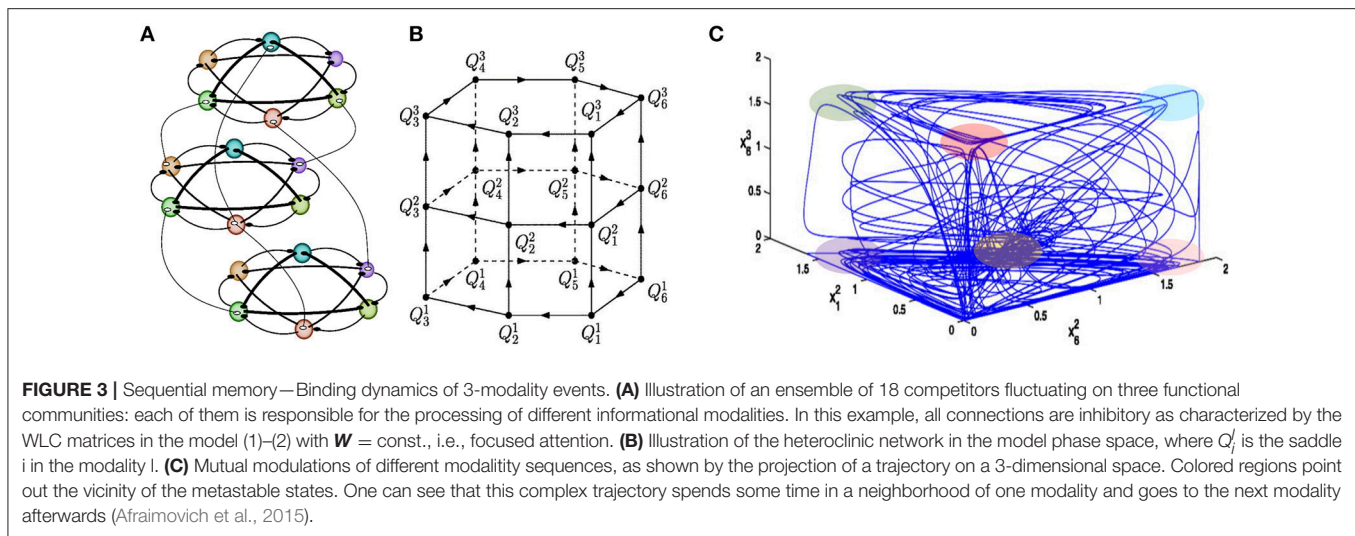 A
B
C
Q_4^3
Q_5^3
Q_6^3
Q_3^3
Q_2^3
Q_1^3
Q_4^2
Q_5^2
Q_6^2
Q_3^2
Q_2^2
Q_1^2
Q_4^1
Q_5^1
Q_6^1
Q_3^1
Q_2^1
Q_1^1
2
1.5
x_6^3
1
0.5
0
2
1.5
x_1^2
1
0.5
0
0
0.5
x_6^2
1
1.5
2
FIGURE 3 | Sequential memory—Binding dynamics of 3-modality events. (A) Illustration of an ensemble of 18 competitors fluctuating on three functional
communities: each of them is responsible for the processing of different informational modalities. In this example, all connections are inhibitory as characterized by the
WLC matrices in the model (1)–(2) with W = const., i.e., focused attention. (B) Illustration of the heteroclinic network in the model phase space, where Q_i^l is the saddle
i in the modality l. (C) Mutual modulations of different modalitity sequences, as shown by the projection of a trajectory on a 3-dimensional space. Colored regions point
out the vicinity of the metastable states. One can see that this complex trajectory spends some time in a neighborhood of one modality and goes to the next modality
afterwards (Afraimovich et al., 2015).